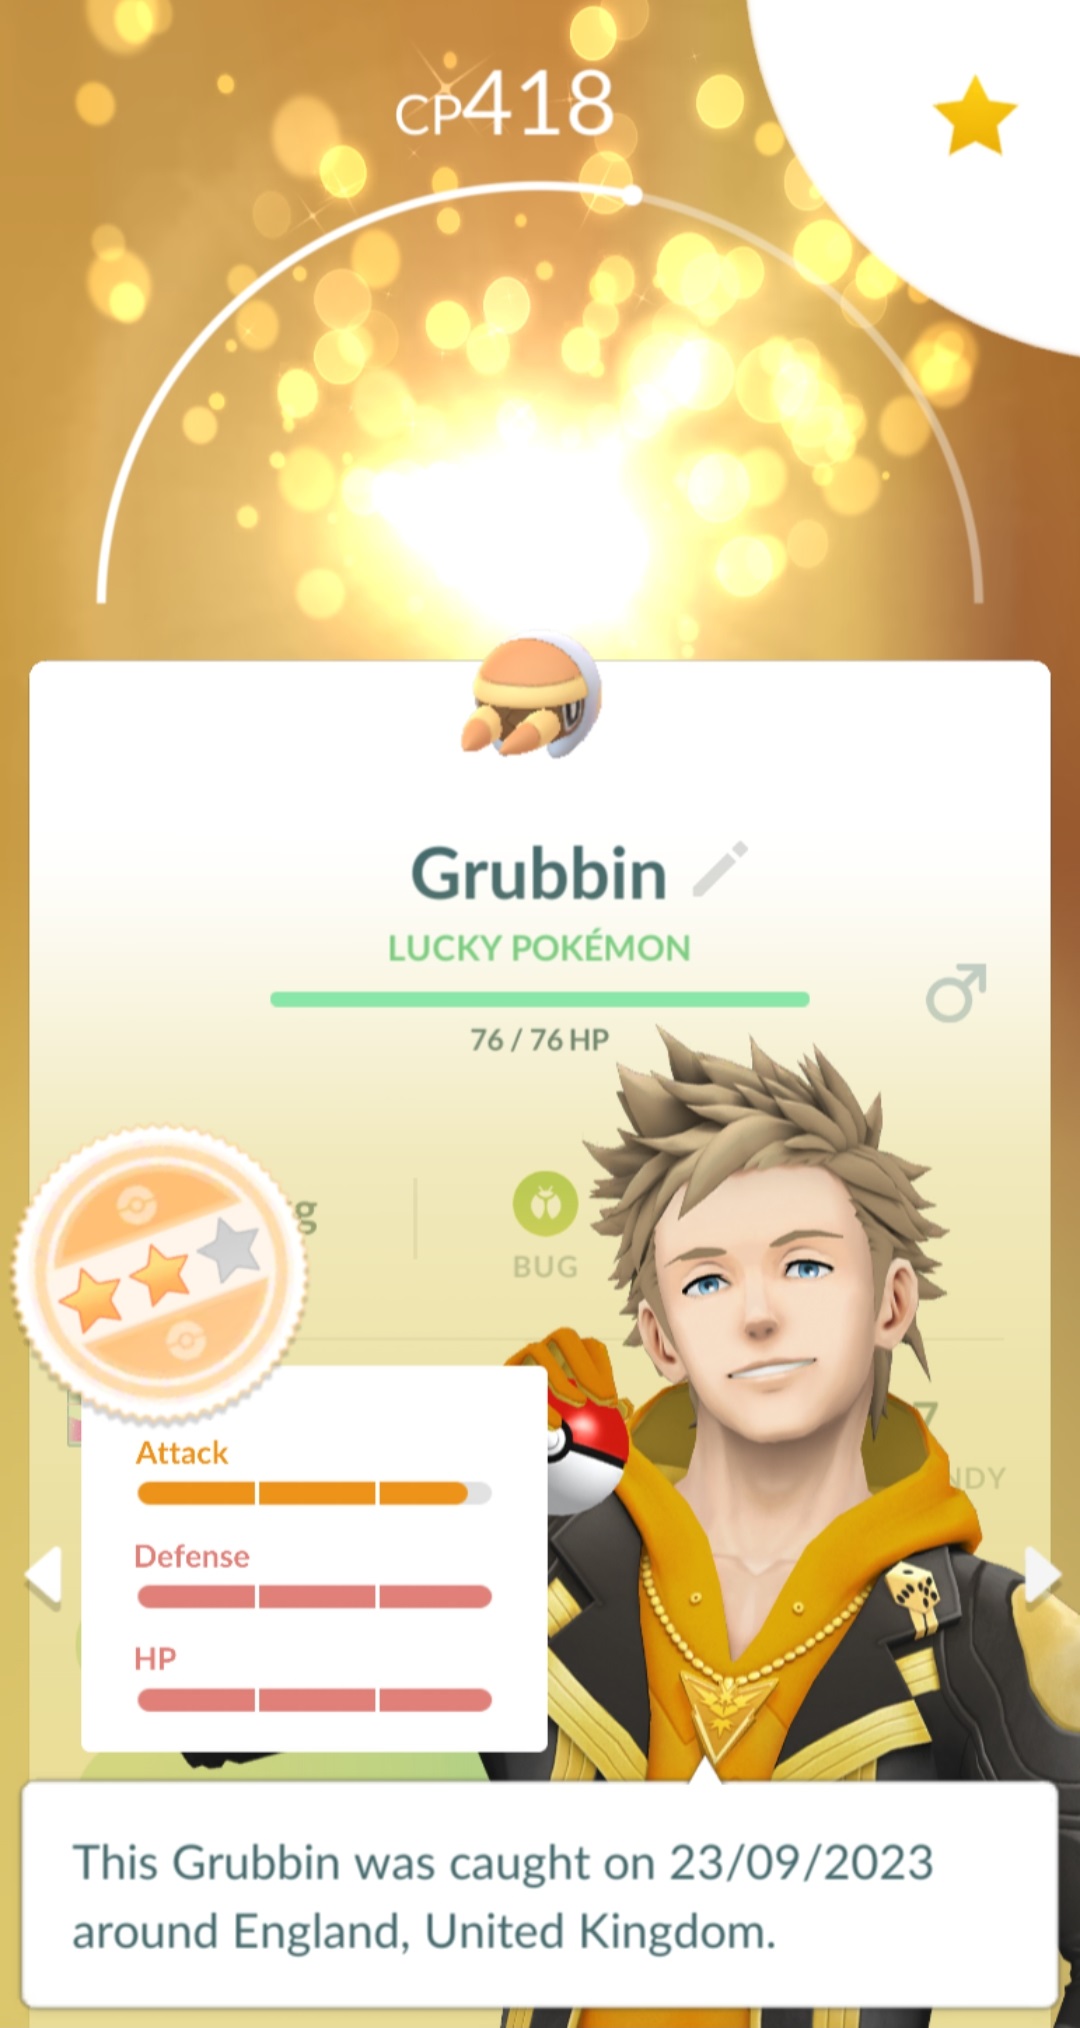 CP418
Grubbin
LUCKY POKÉMON
76 / 76 HP
g
BUG
7
NDY
Attack
Defense
HP
This Grubbin was caught on 23/09/2023
around England, United Kingdom.